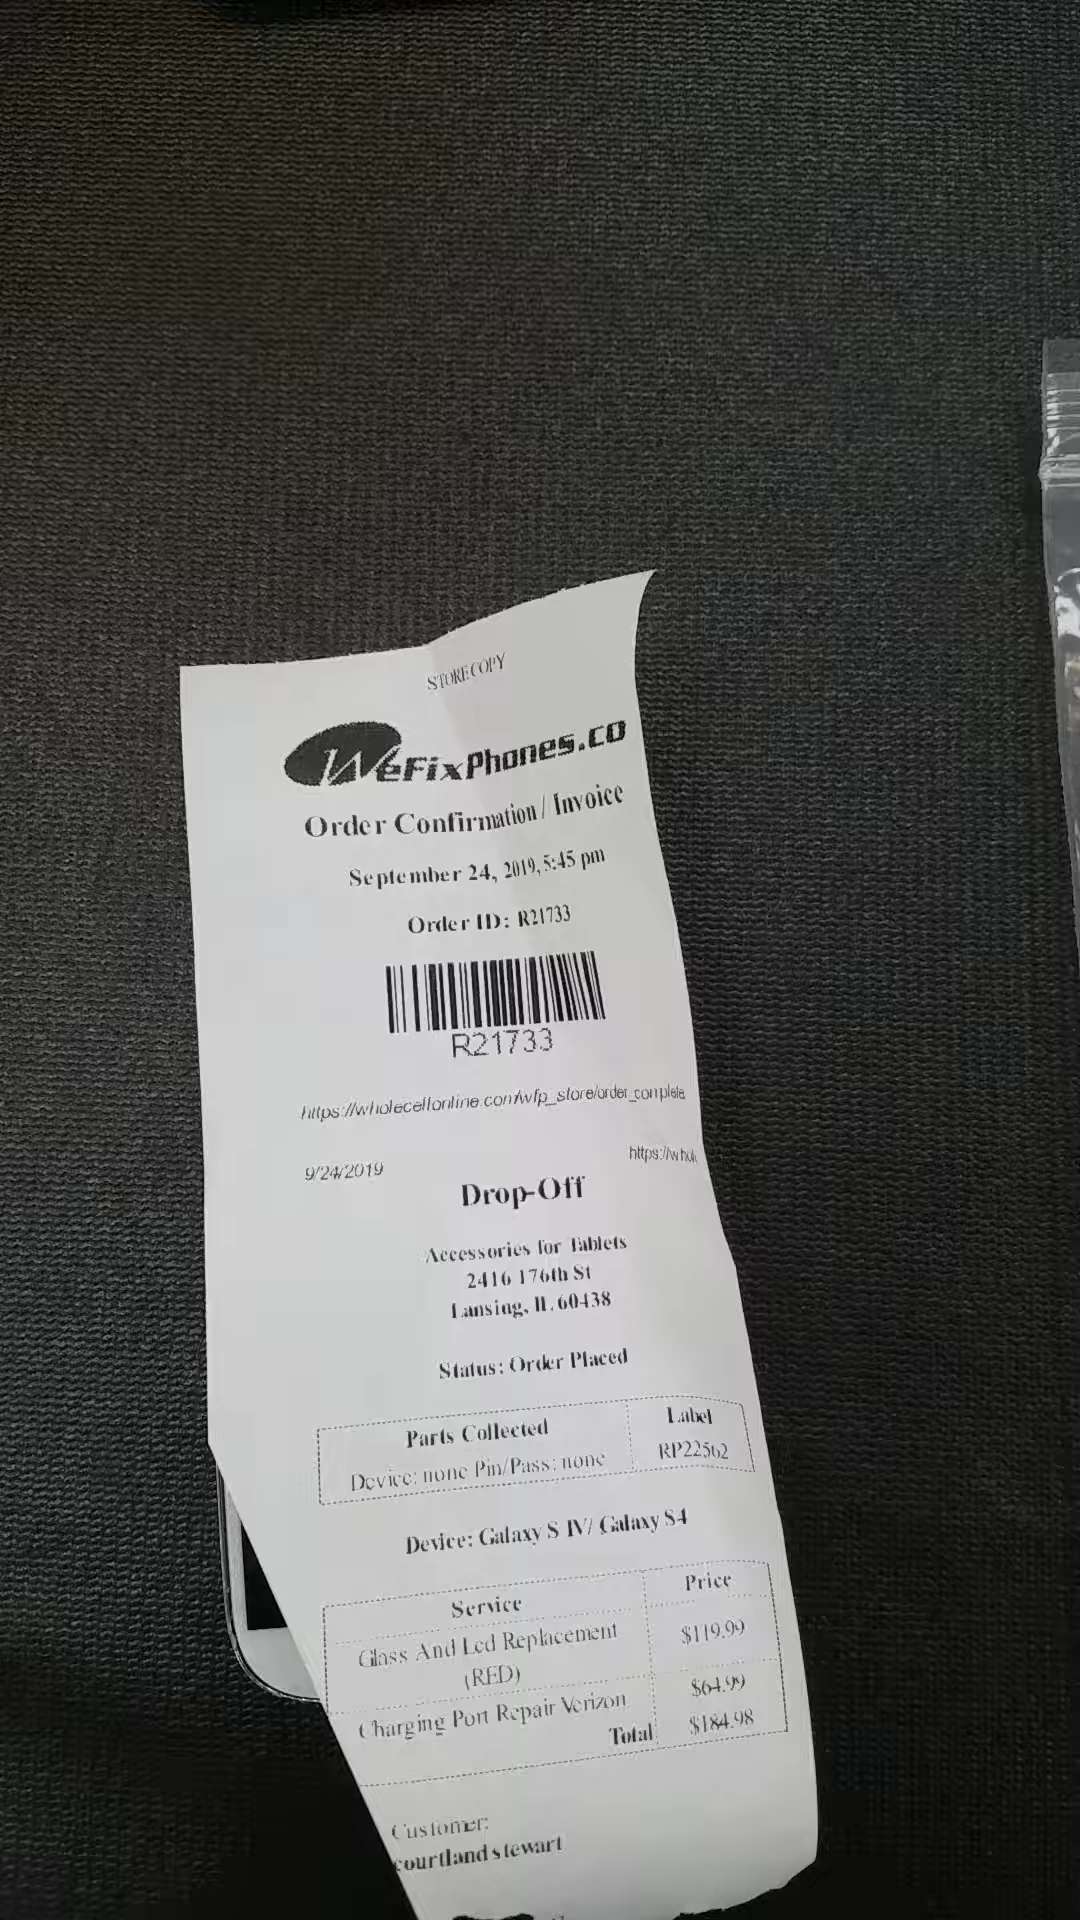 STORE COPY
WeFixPhones.co
Order Confirmation / Invoice
September 24, 2019, 5:45 pm
Order ID: R21733
R21733
https://wholecellonline.com/wfp_store/order_complete
9/24/2019
https://whol
Drop-Off
Accessories for Tablets
2416 176th St
Lansing, IL 60438
Status: Order Placed
Parts Collected Label
Device: none Pin/Pass: none RP22562
Device: Galaxy S IV/ Galaxy S4
Service Price
Glass And Lcd Replacement $119.99
(RED)
Charging Port Repair Verizon $64.99
Total $184.98
Customer:
courtland stewart